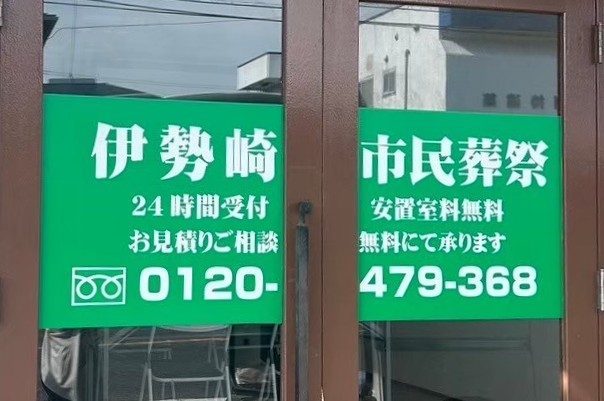 伊勢崎市民葬祭
24時間受付 安置室料無料
お見積りご相談無料にて承ります
0120-479-368